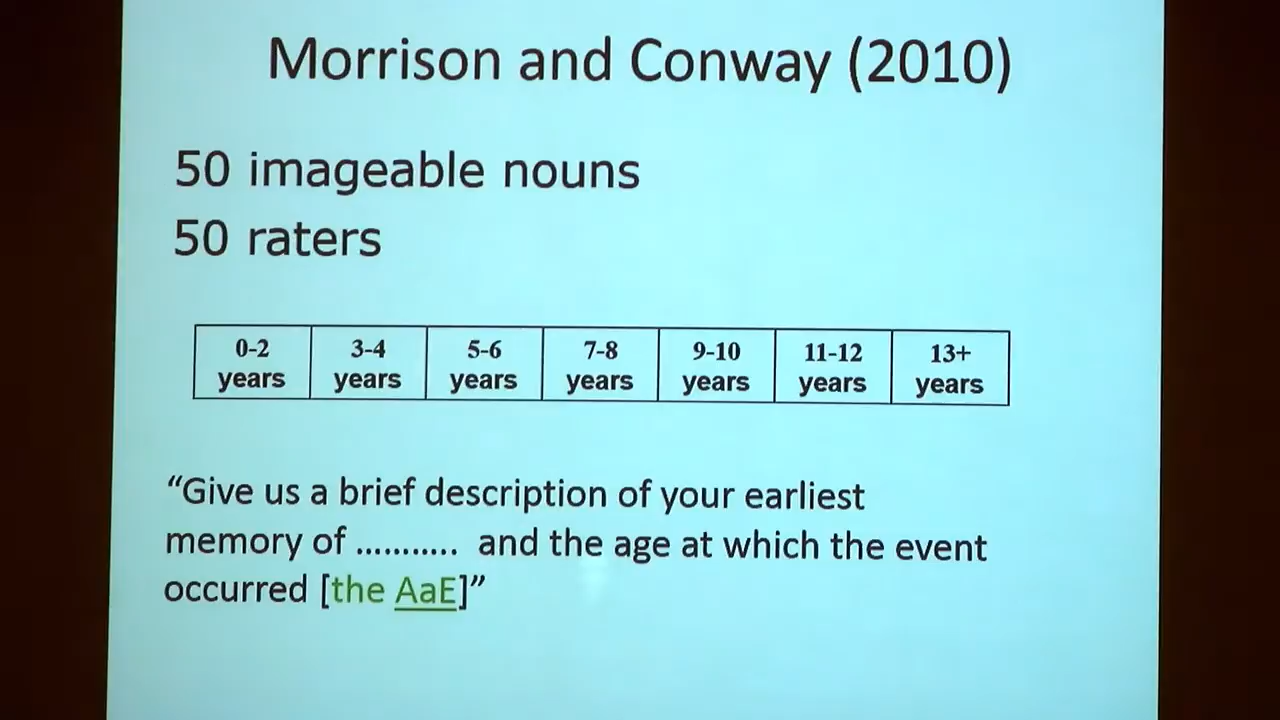 Morrison and Conway (2010)
50 imageable nouns
50 raters
0-2 years
3-4 years
5-6 years
7-8 years
9-10 years
11-12 years
13+ years
“Give us a brief description of your earliest
memory of ........... and the age at which the event
occurred [the AaE]”